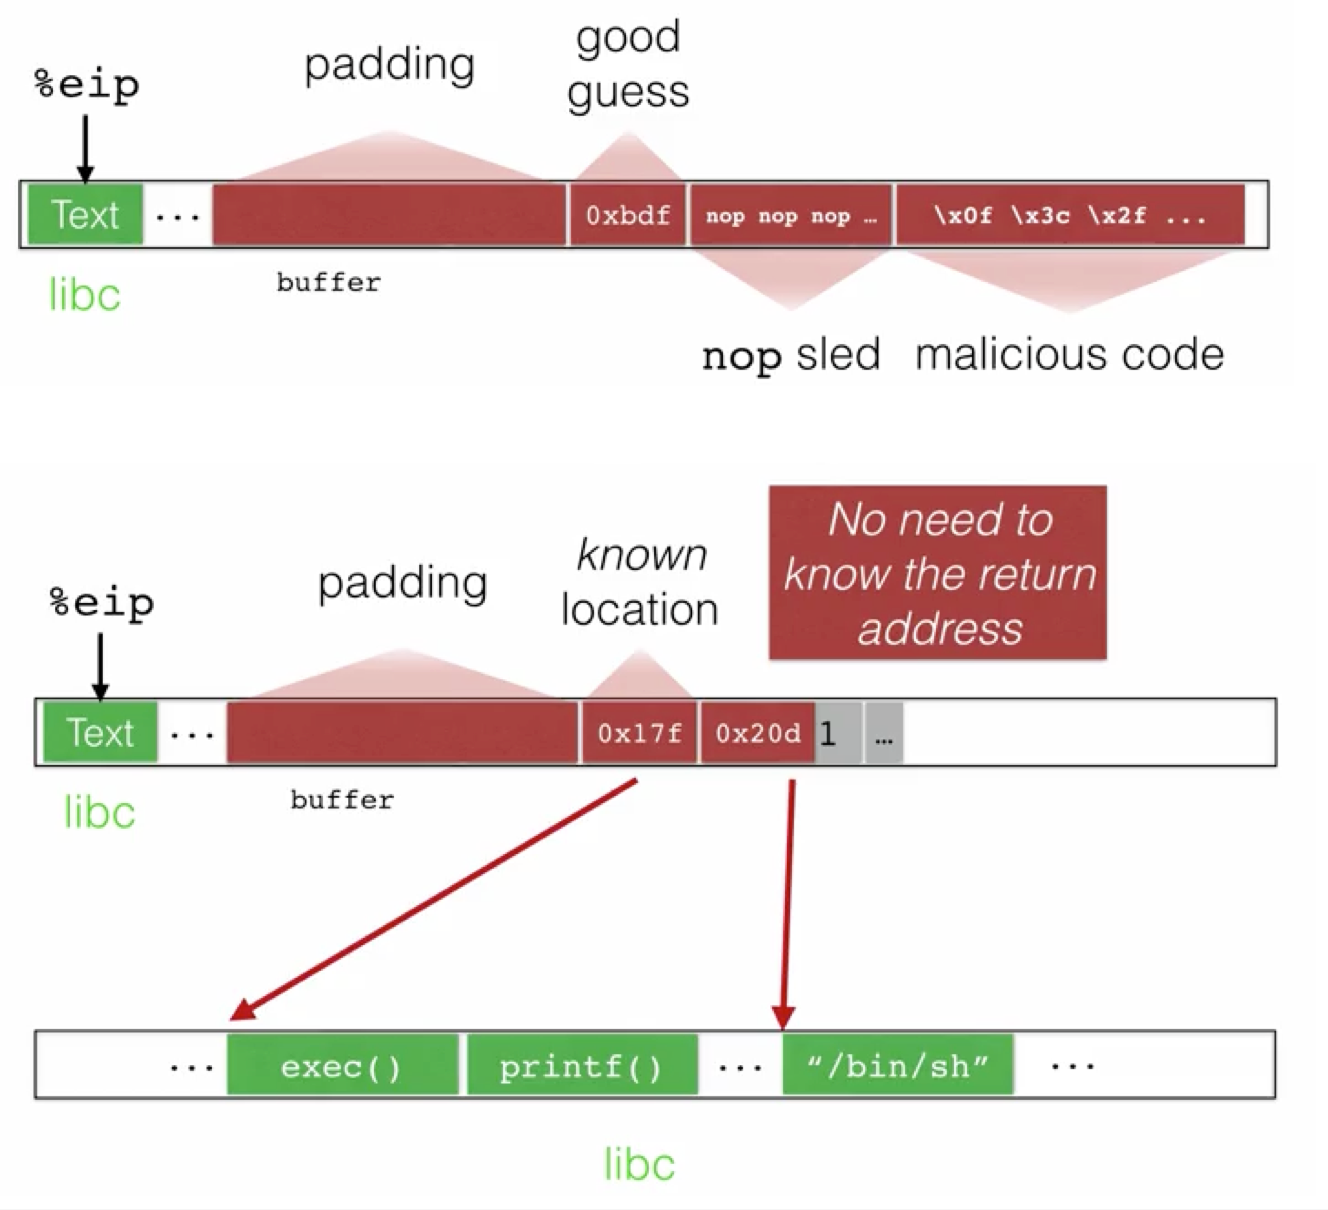 good
padding
guess
%eip
Text ... 0xbdf nop nop nop … \x0f \x3c \x2f ...
libc
buffer
nop sled
malicious code
No need to
know the return
address
known
location
padding
%eip
Text ... 0x17f 0x20d 1 …
libc
buffer
... exec() printf() ... “/bin/sh” ...
libc